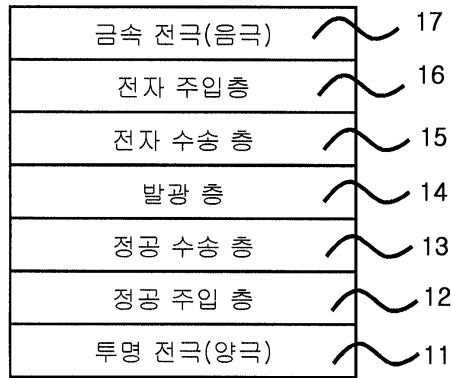 금속 전극(음극) 17
전자 주입층 16
전자 수송 층 15
발광 층 14
정공 수송 층 13
정공 주입 층 12
투명 전극(양극) 11